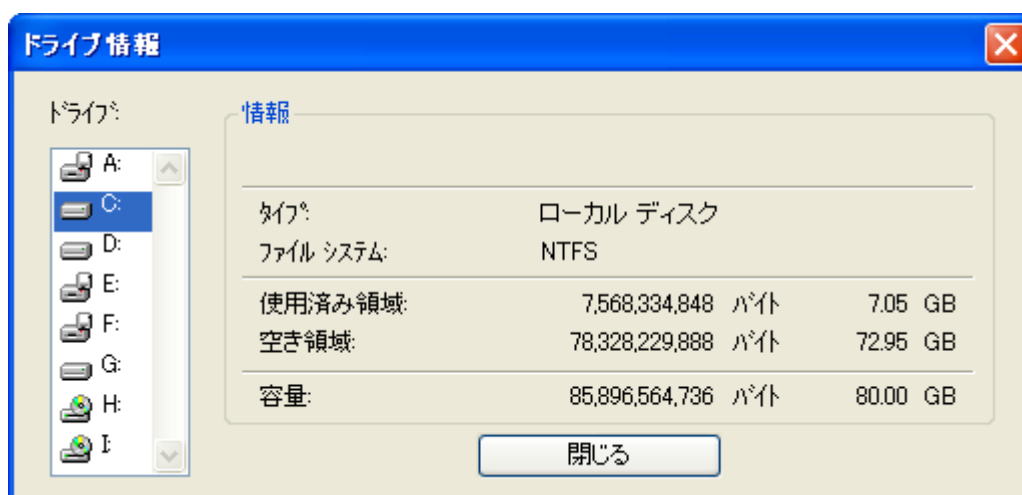 ドライブ情報
ﾄﾞﾗｲﾌﾞ:
A:
C:
D:
E:
F:
G:
H:
I:
情報
ﾀｲﾌﾟ: ローカル ディスク
ﾌｧｲﾙ ｼｽﾃﾑ: NTFS
使用済み領域: 7,568,334,848 ﾊﾞｲﾄ 7.05 GB
空き領域: 78,328,229,888 ﾊﾞｲﾄ 72.95 GB
容量: 85,896,564,736 ﾊﾞｲﾄ 80.00 GB
閉じる